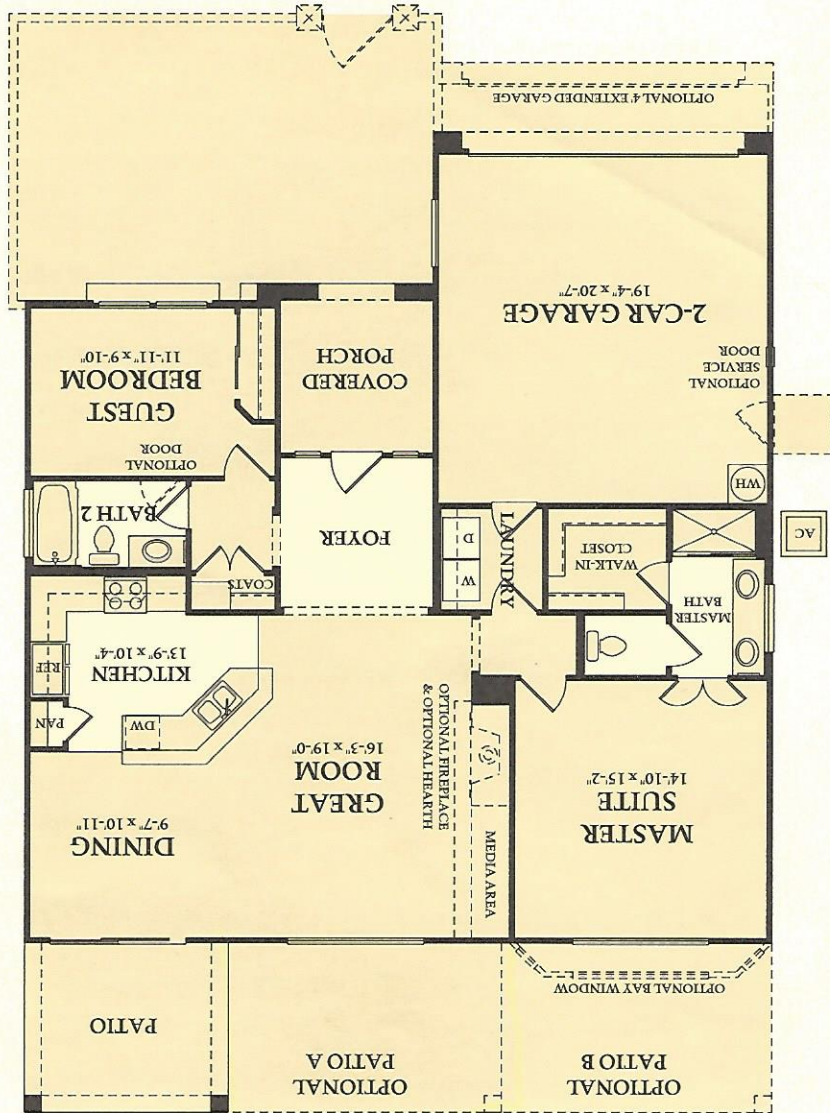 OPTIONAL
PATIO B
OPTIONAL
PATIO A
PATIO
OPTIONAL BAY WINDOW
MASTER
SUITE
14'-10" x 15'-2"
MEDIA AREA
OPTIONAL FIREPLACE
& OPTIONAL HEARTH
GREAT
ROOM
16'-3" x 19'-0"
DINING
9'-7" x 10'-11"
DW
PAN
KITCHEN
13'-9" x 10'-4"
REF
MASTER
BATH
WALK-IN
CLOSET
LAUNDRY
W
D
COATS
FOYER
BATH 2
AC
WH
OPTIONAL
SERVICE
DOOR
2-CAR GARAGE
19'-4" x 20'-7"
COVERED
PORCH
OPTIONAL
DOOR
GUEST
BEDROOM
11'-11" x 9'-10"
OPTIONAL 4' EXTENDED GARAGE